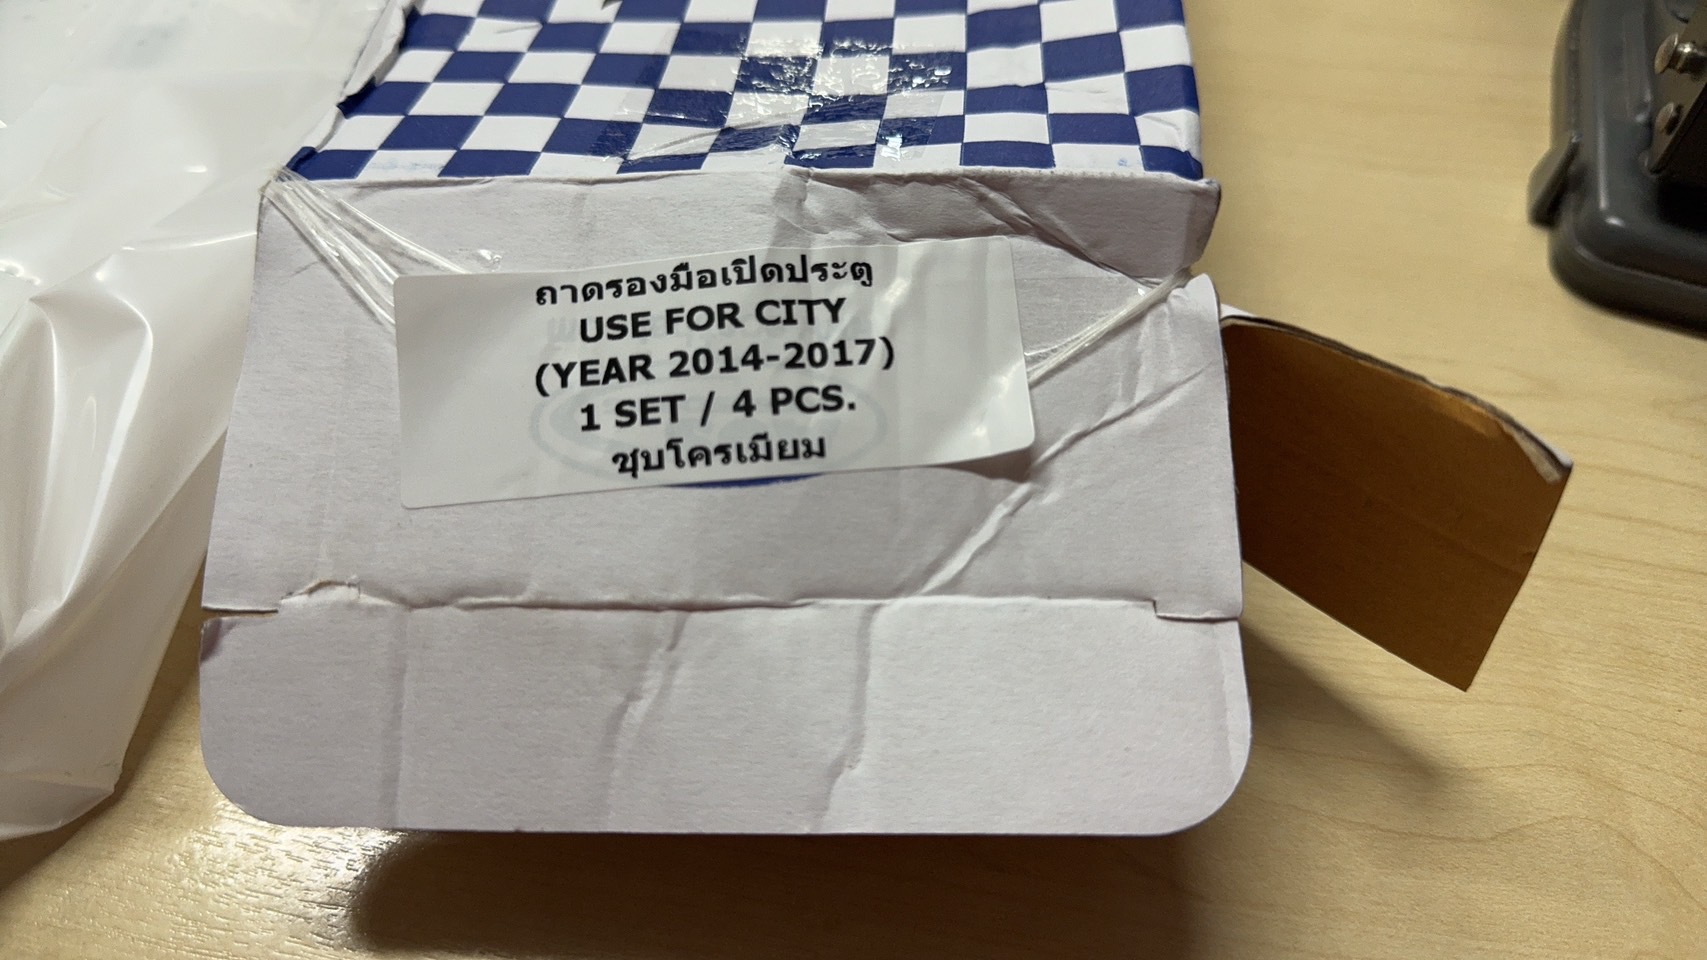 ถาดรองมือเปิดประตู
USE FOR CITY
(YEAR 2014-2017)
1 SET / 4 PCS.
ชุบโครเมียม